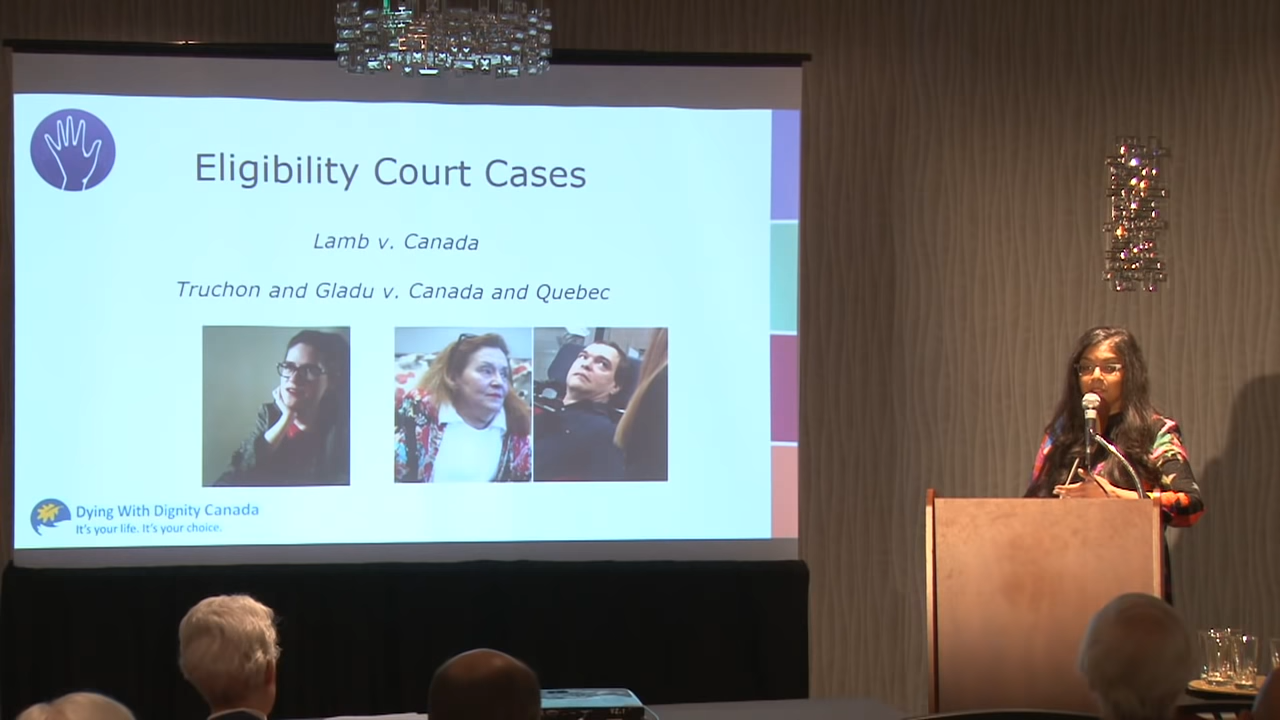 Eligibility Court Cases
Lamb v. Canada
Truchon and Gladu v. Canada and Quebec
Dying With Dignity Canada
It's your life. It's your choice.